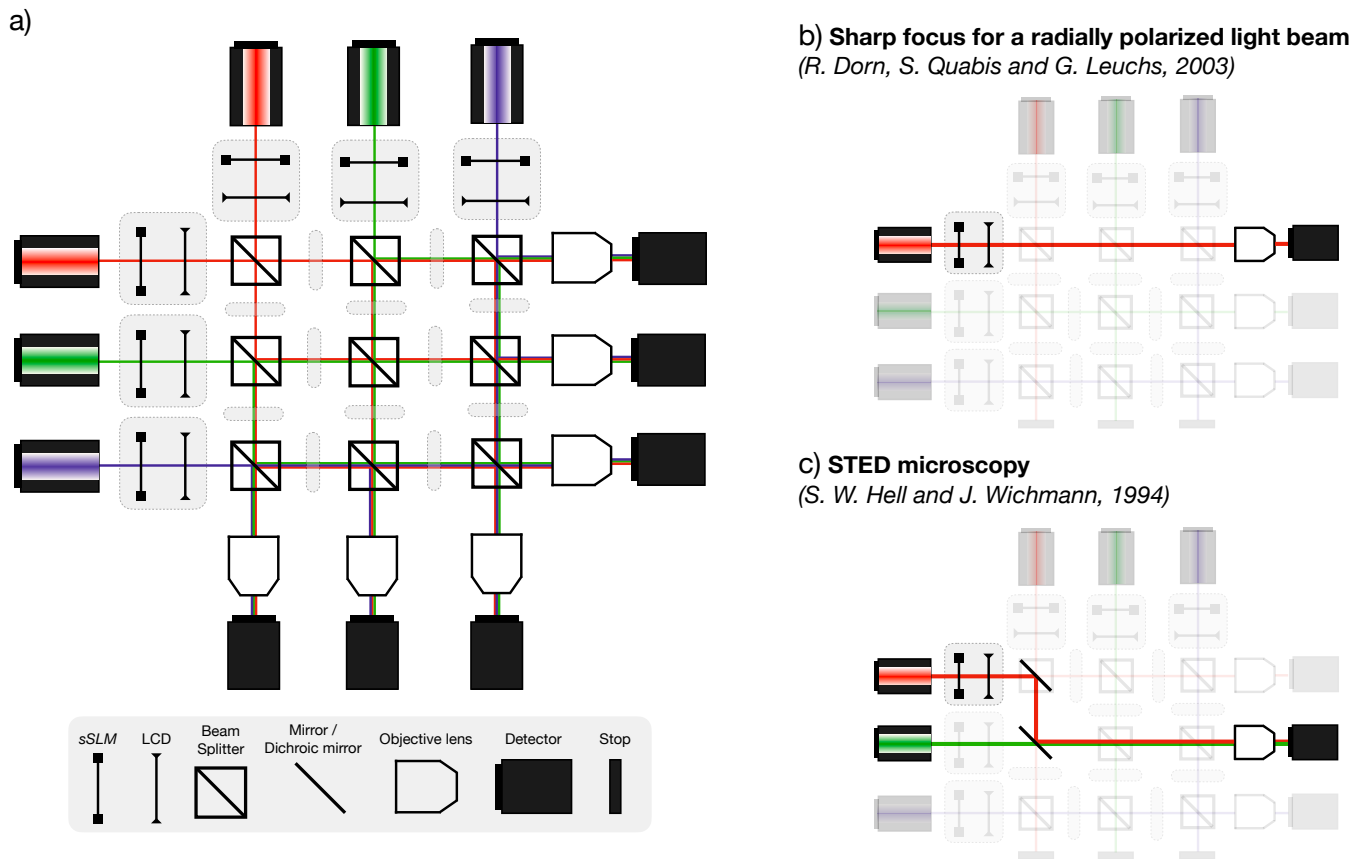 a)
b) Sharp focus for a radially polarized light beam
(R. Dorn, S. Quabis and G. Leuchs, 2003)
c) STED microscopy
(S. W. Hell and J. Wichmann, 1994)
sSLM
LCD
Beam
Splitter
Mirror /
Dichroic mirror
Objective lens
Detector
Stop